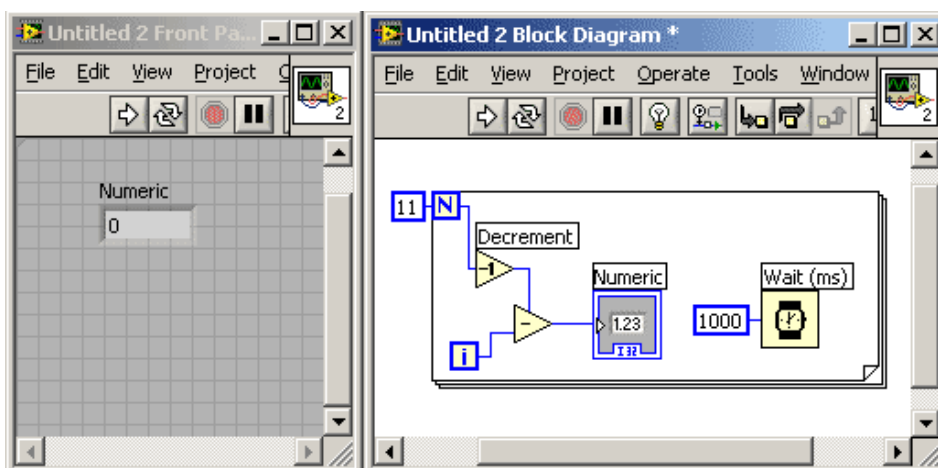 Untitled 2 Front Pa...
File Edit View Project
2
Numeric
0
Untitled 2 Block Diagram *
File Edit View Project Operate Tools Window
2
11 N
Decrement
-1
Numeric
Wait (ms)
-
1.23
1000
I32
i